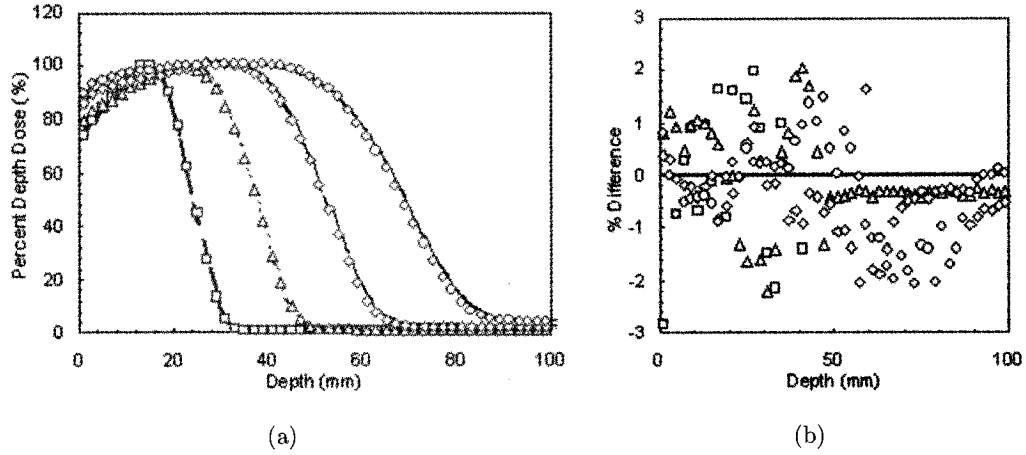 120
100
80
60
40
20
0
Percent Depth Dose (%)
0 20 40 60 80 100
Depth (mm)
(a)
3
2
1
0
-1
-2
-3
% Difference
0 50 100
Depth (mm)
(b)